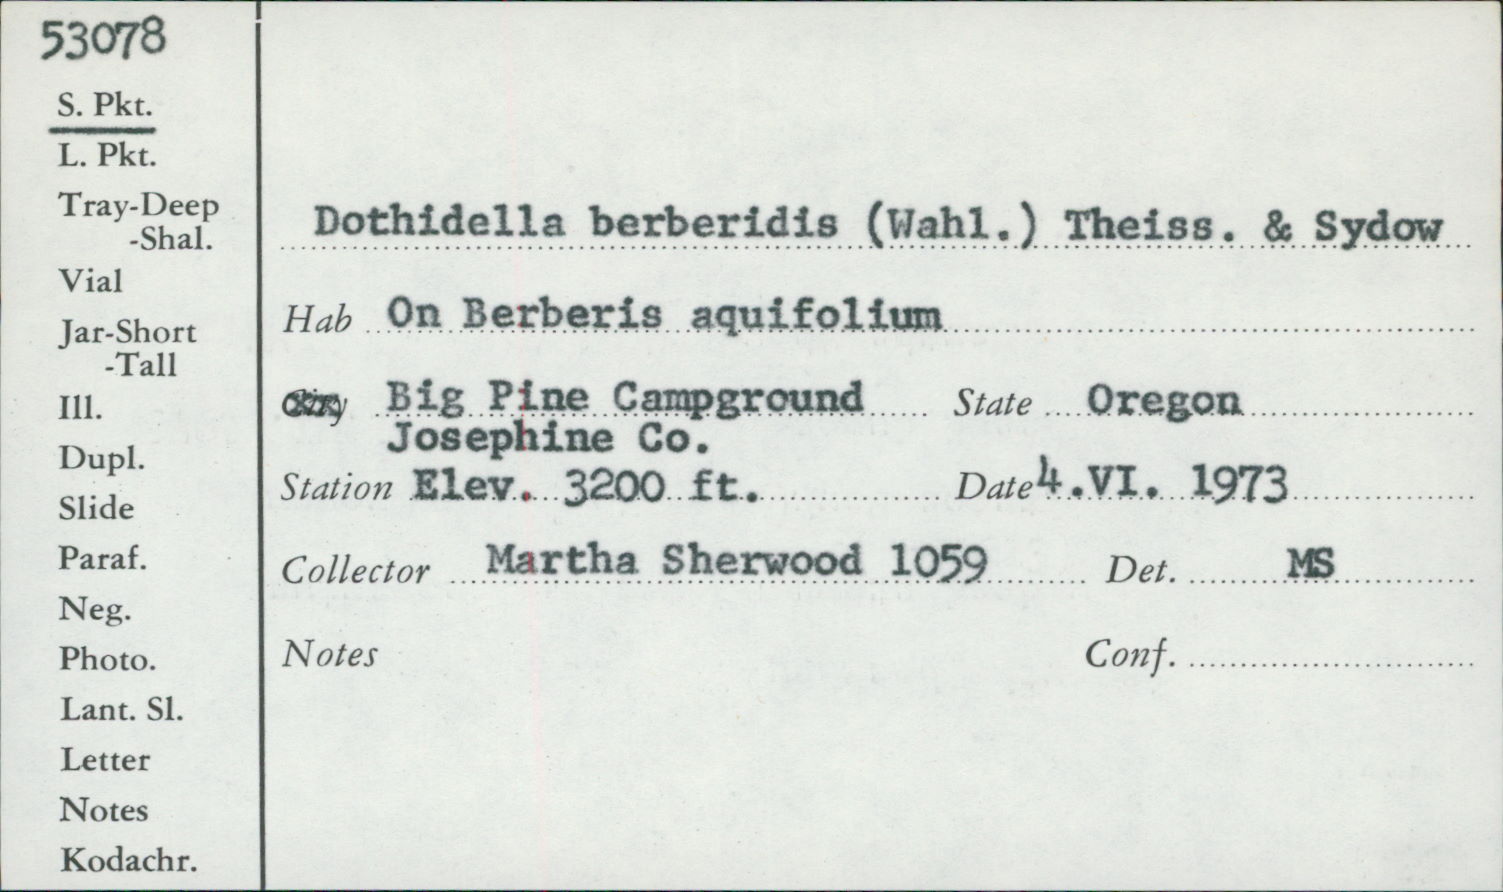 53078
S. Pkt.
L. Pkt.
Tray-Deep
-Shal.
Vial
Jar-Short
-Tall
Ill.
Dupl.
Slide
Paraf.
Neg.
Photo.
Lant. Sl.
Letter
Notes
Kodachr.
Dothidella berberidis (Wahl.) Theiss. & Sydow
Hab On Berberis aquifolium
Big Pine Campground State Oregon
Josephine Co.
Station Elev. 3200 ft. Date 4.VI. 1973
Collector Martha Sherwood 1059 Det. MS
Notes Conf.